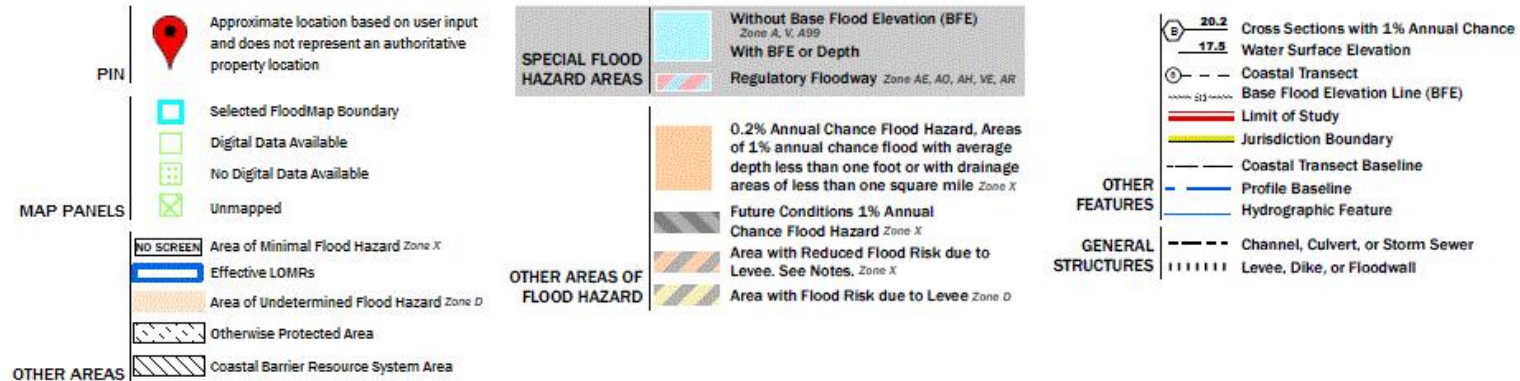 PIN
Approximate location based on user input
and does not represent an authoritative
property location
MAP PANELS
Selected FloodMap Boundary
Digital Data Available
No Digital Data Available
Unmapped
OTHER AREAS
NO SCREEN Area of Minimal Flood Hazard Zone X
Effective LOMRs
Area of Undetermined Flood Hazard Zone D
Otherwise Protected Area
Coastal Barrier Resource System Area
SPECIAL FLOOD
HAZARD AREAS
Without Base Flood Elevation (BFE)
Zone A, V, A99
With BFE or Depth
Regulatory Floodway Zone AE, AO, AH, VE, AR
OTHER AREAS OF
FLOOD HAZARD
0.2% Annual Chance Flood Hazard, Areas
of 1% annual chance flood with average
depth less than one foot or with drainage
areas of less than one square mile Zone X
Future Conditions 1% Annual
Chance Flood Hazard Zone X
Area with Reduced Flood Risk due to
Levee. See Notes. Zone X
Area with Flood Risk due to Levee Zone D
OTHER
FEATURES
B 20.2 Cross Sections with 1% Annual Chance
17.5 Water Surface Elevation
Coastal Transect
Base Flood Elevation Line (BFE)
Limit of Study
Jurisdiction Boundary
Coastal Transect Baseline
Profile Baseline
Hydrographic Feature
GENERAL
STRUCTURES
Channel, Culvert, or Storm Sewer
Levee, Dike, or Floodwall